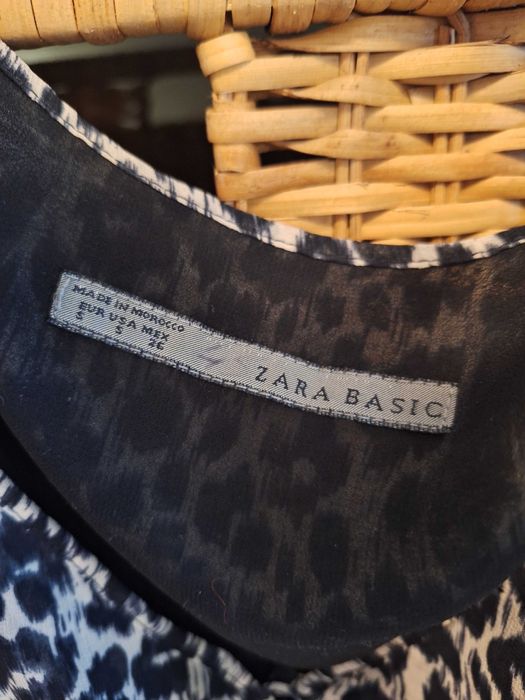 MADE IN MOROCCO
EUR USA MEX
S S 26
ZARA BASIC